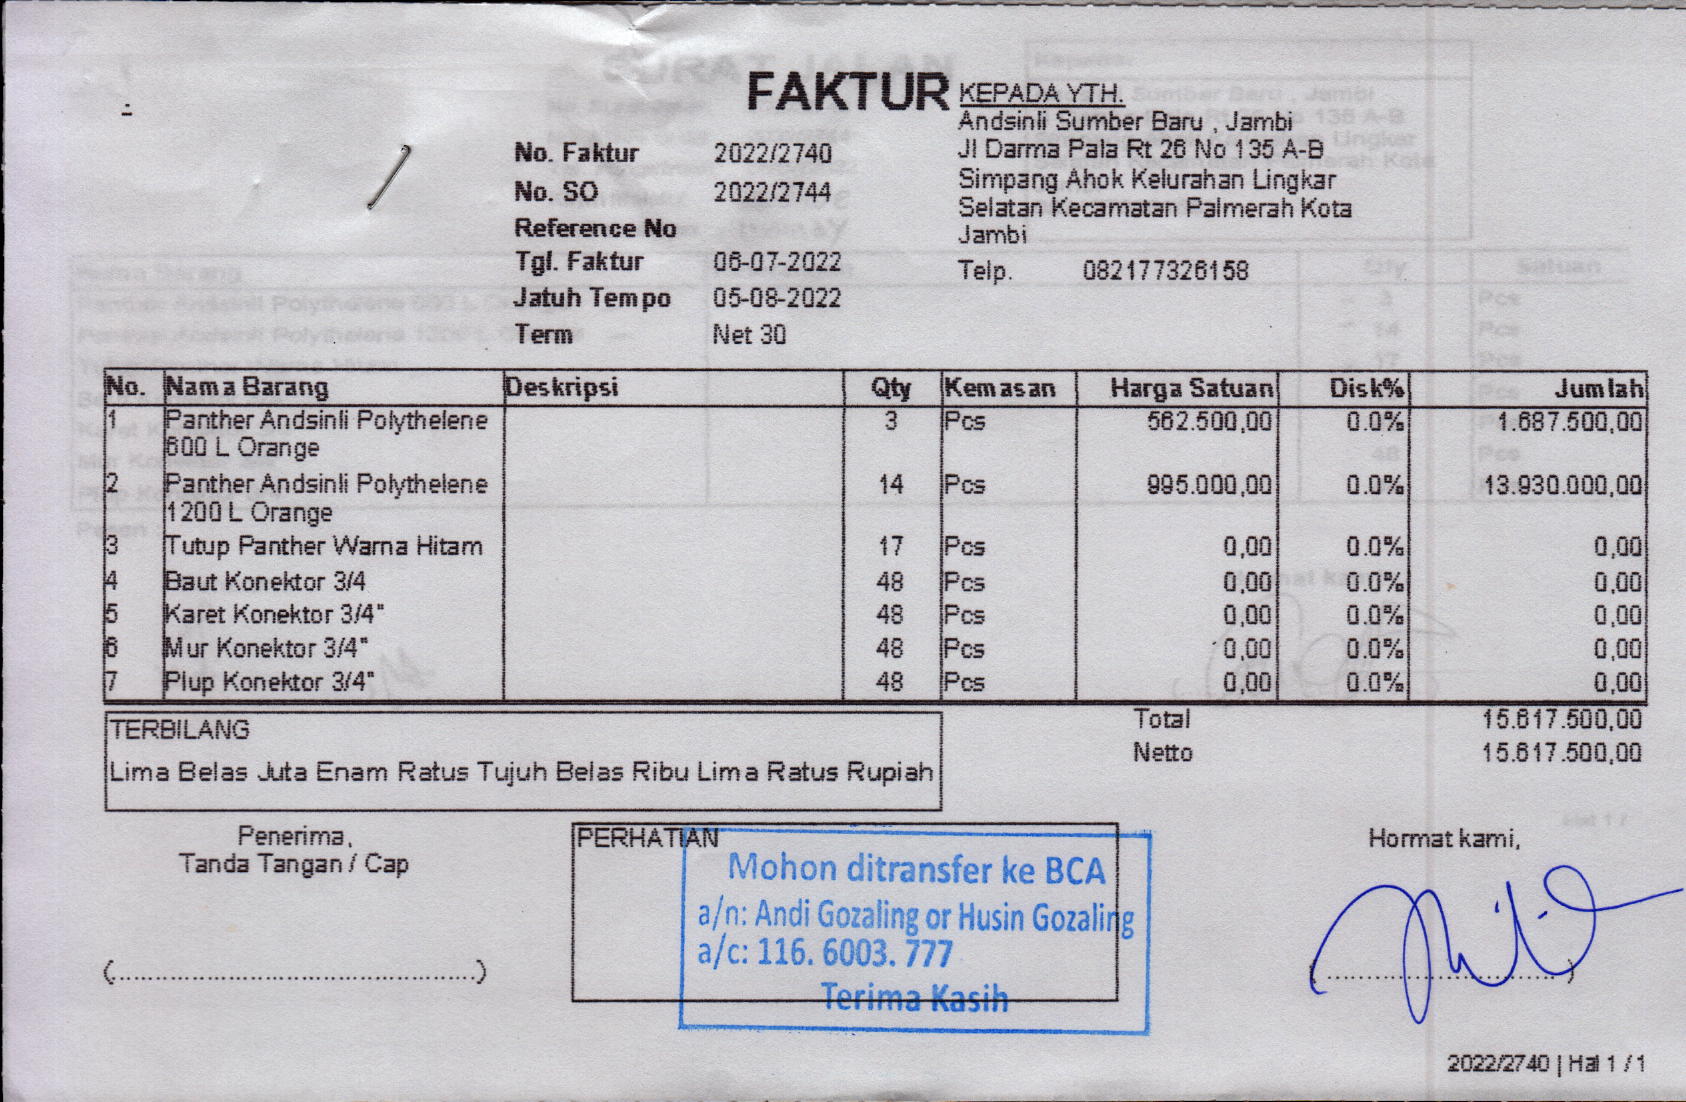 FAKTUR
KEPADA YTH.
Andsinli Sumber Baru , Jambi
Jl Darma Pala Rt 26 No 135 A-B
Simpang Ahok Kelurahan Lingkar
Selatan Kecamatan Palmerah Kota
Jambi
Telp. 082177326158
No. Faktur 2022/2740
No. SO 2022/2744
Reference No
Tgl. Faktur 06-07-2022
Jatuh Tempo 05-08-2022
Term Net 30
No. Nama Barang Deskripsi Qty Kemasan Harga Satuan Disk% Jumlah
1 Panther Andsinli Polythelene 3 Pcs 562.500,00 0.0% 1.687.500,00
600 L Orange
2 Panther Andsinli Polythelene 14 Pcs 995.000,00 0.0% 13.930.000,00
1200 L Orange
3 Tutup Panther Warna Hitam 17 Pcs 0,00 0.0% 0,00
4 Baut Konektor 3/4 48 Pcs 0,00 0.0% 0,00
5 Karet Konektor 3/4" 48 Pcs 0,00 0.0% 0,00
6 Mur Konektor 3/4" 48 Pcs 0,00 0.0% 0,00
7 Plup Konektor 3/4" 48 Pcs 0,00 0.0% 0,00
Total 15.617.500,00
Netto 15.617.500,00
TERBILANG
Lima Belas Juta Enam Ratus Tujuh Belas Ribu Lima Ratus Rupiah
Penerima,
Tanda Tangan / Cap
PERHATIAN
Mohon ditransfer ke BCA
a/n: Andi Gozaling or Husin Gozaling
a/c: 116. 6003. 777
Terima Kasih
Hormat kami,
2022/2740 | Hal 1 / 1